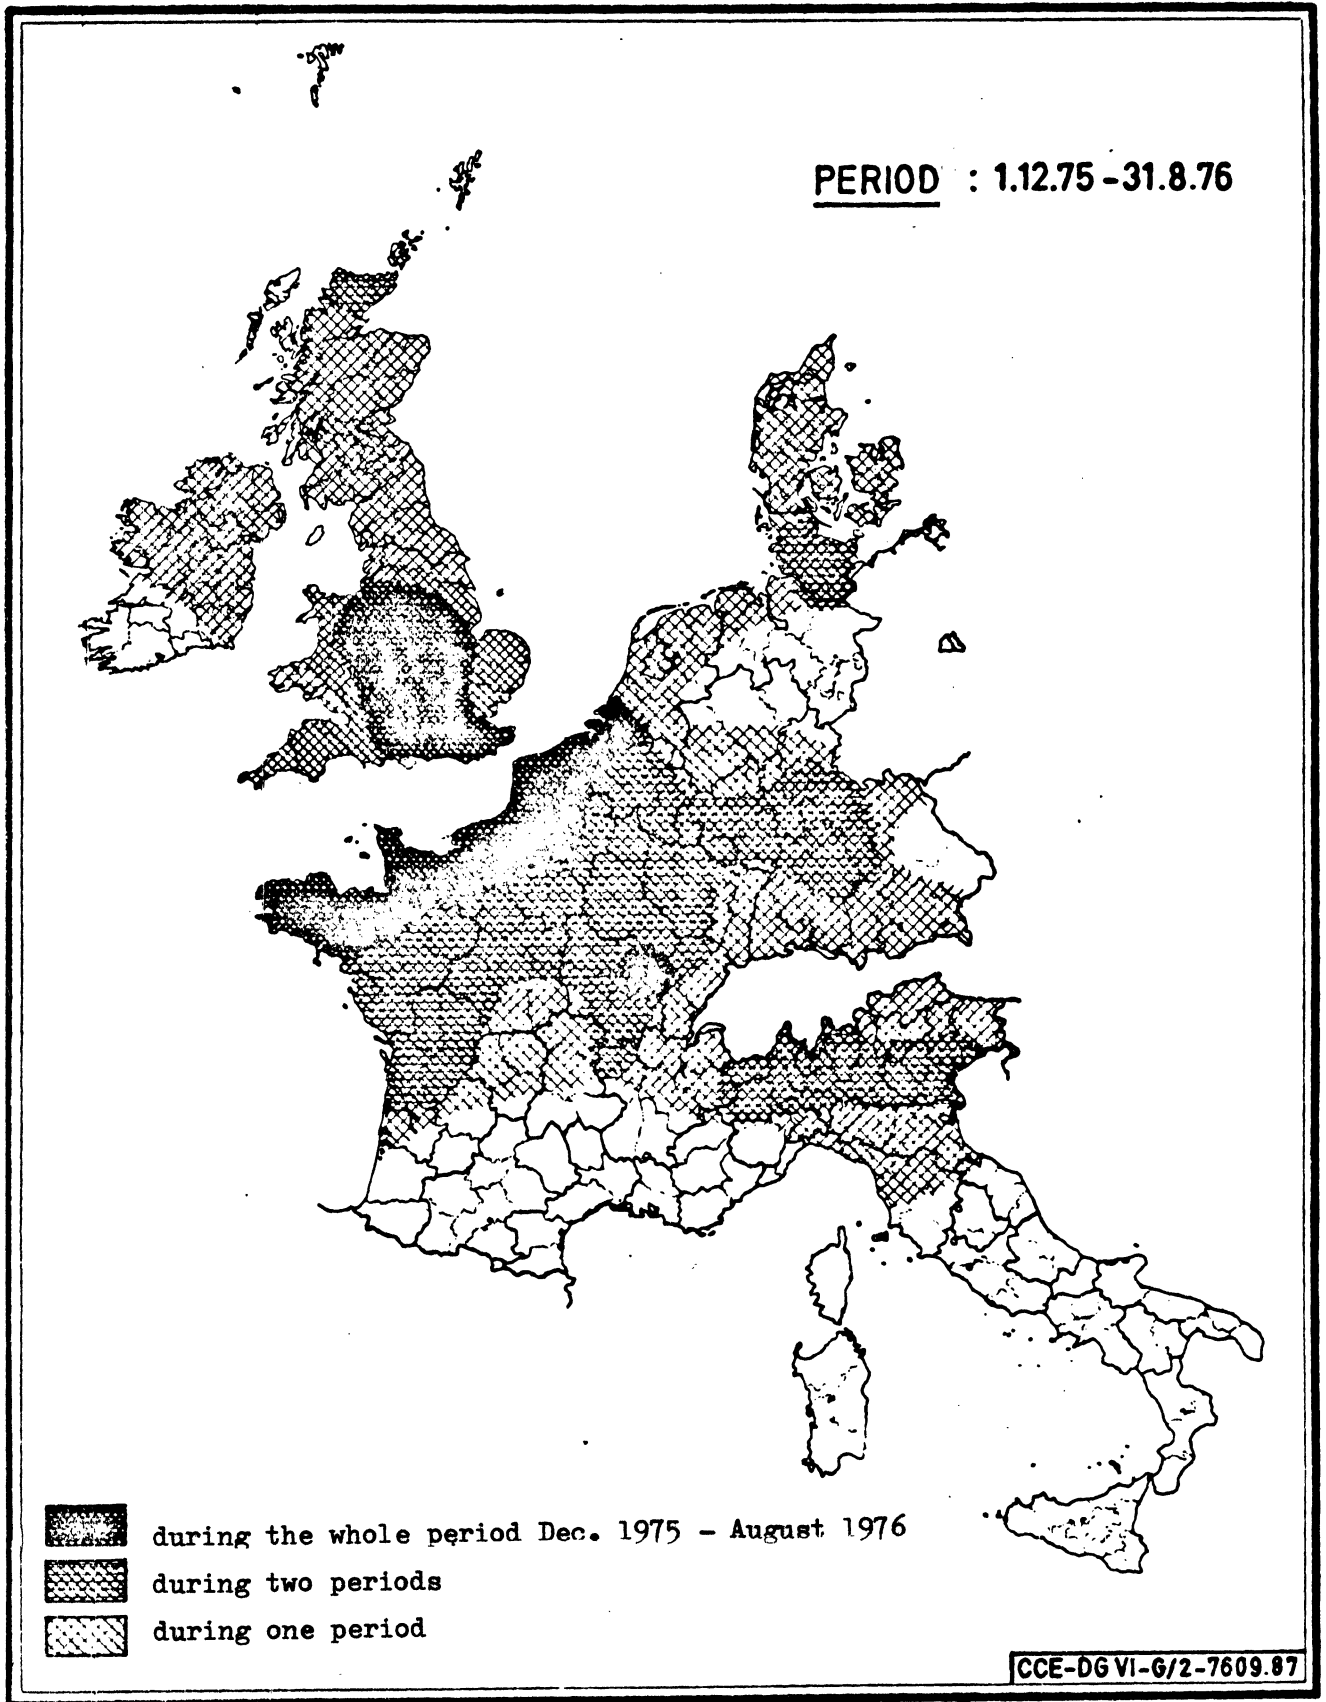 PERIOD : 1.12.75-31.8.76
during the whole period Dec. 1975 - August 1976
during two periods
during one period
CCE-DG VI-G/2-7609.87